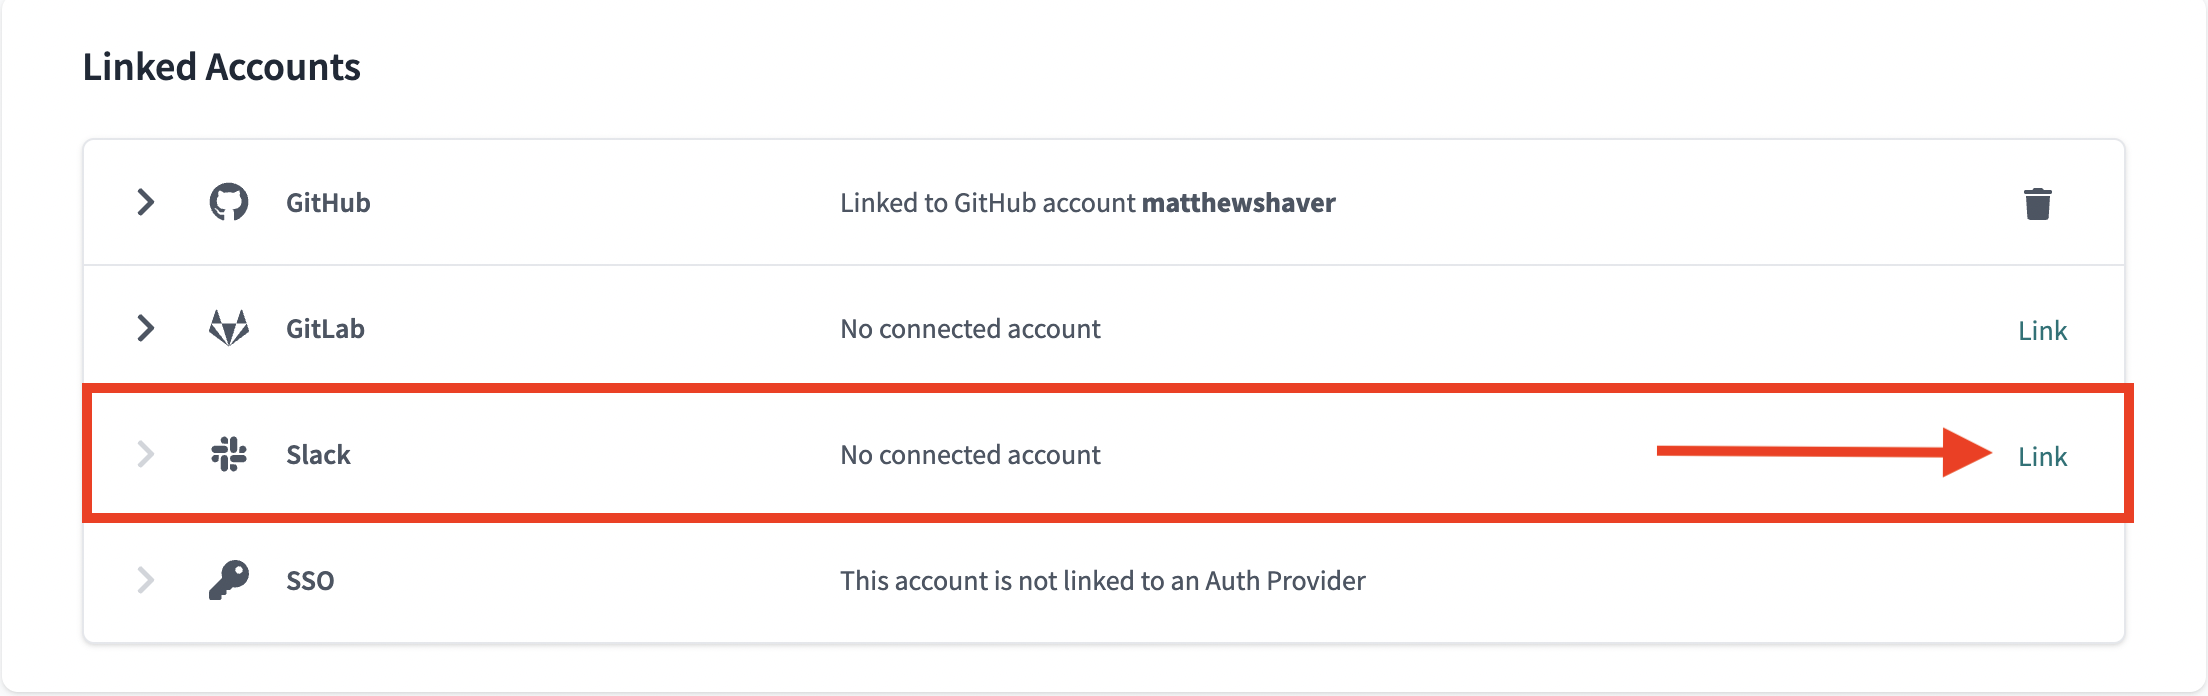 Linked Accounts
GitHub Linked to GitHub account matthewshaver
GitLab No connected account Link
Slack No connected account Link
SSO This account is not linked to an Auth Provider